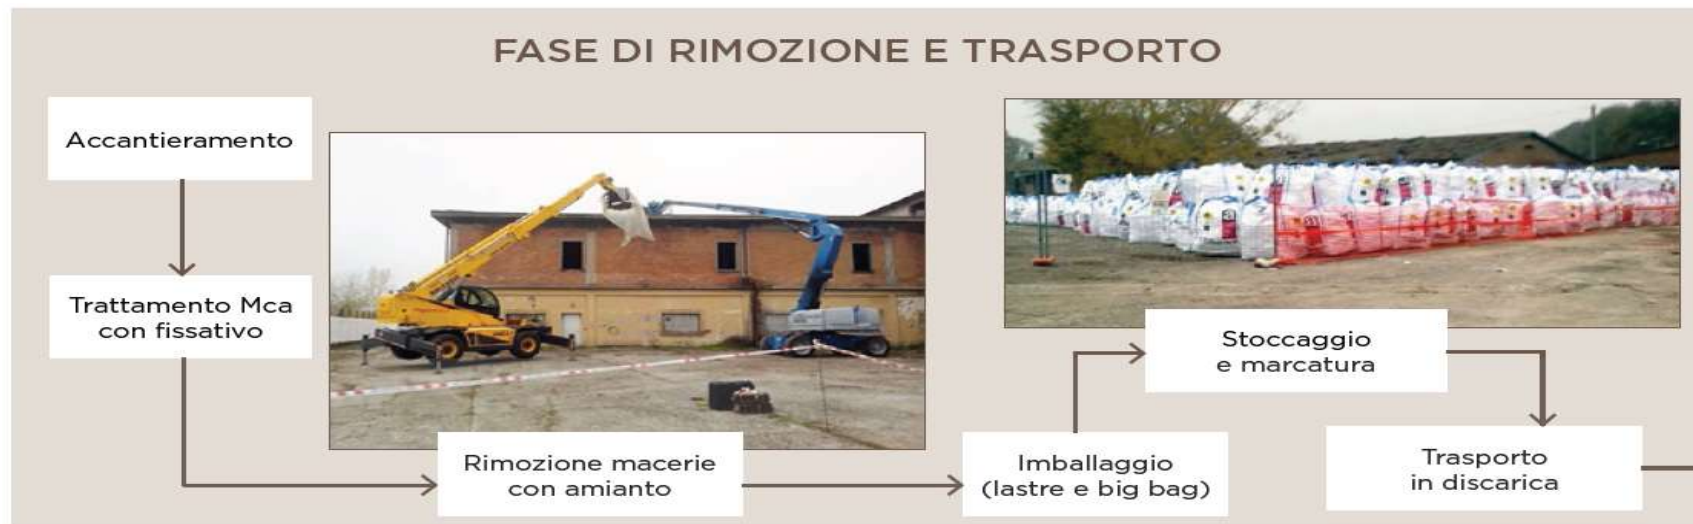 FASE DI RIMOZIONE E TRASPORTO
Accantieramento
Trattamento Mca
con fissativo
Rimozione macerie
con amianto
Imballaggio
(lastre e big bag)
Stoccaggio
e marcatura
Trasporto
in discarica